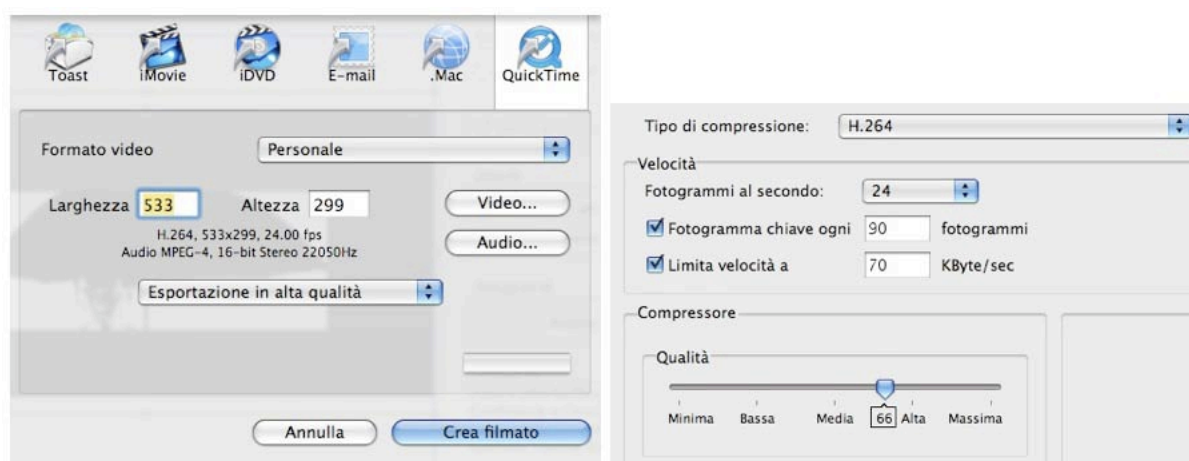 Toast iMovie iDVD E-mail .Mac QuickTime
Formato video Personale
Larghezza 533 Altezza 299 Video...
H.264, 533x299, 24.00 fps
Audio MPEG-4, 16-bit Stereo 22050Hz
Audio...
Esportazione in alta qualità
Annulla Crea filmato
Tipo di compressione: H.264
Velocità
Fotogrammi al secondo: 24
Fotogramma chiave ogni 90 fotogrammi
Limita velocità a 70 KByte/sec
Compressore
Qualità
Minima Bassa Media 66 Alta Massima